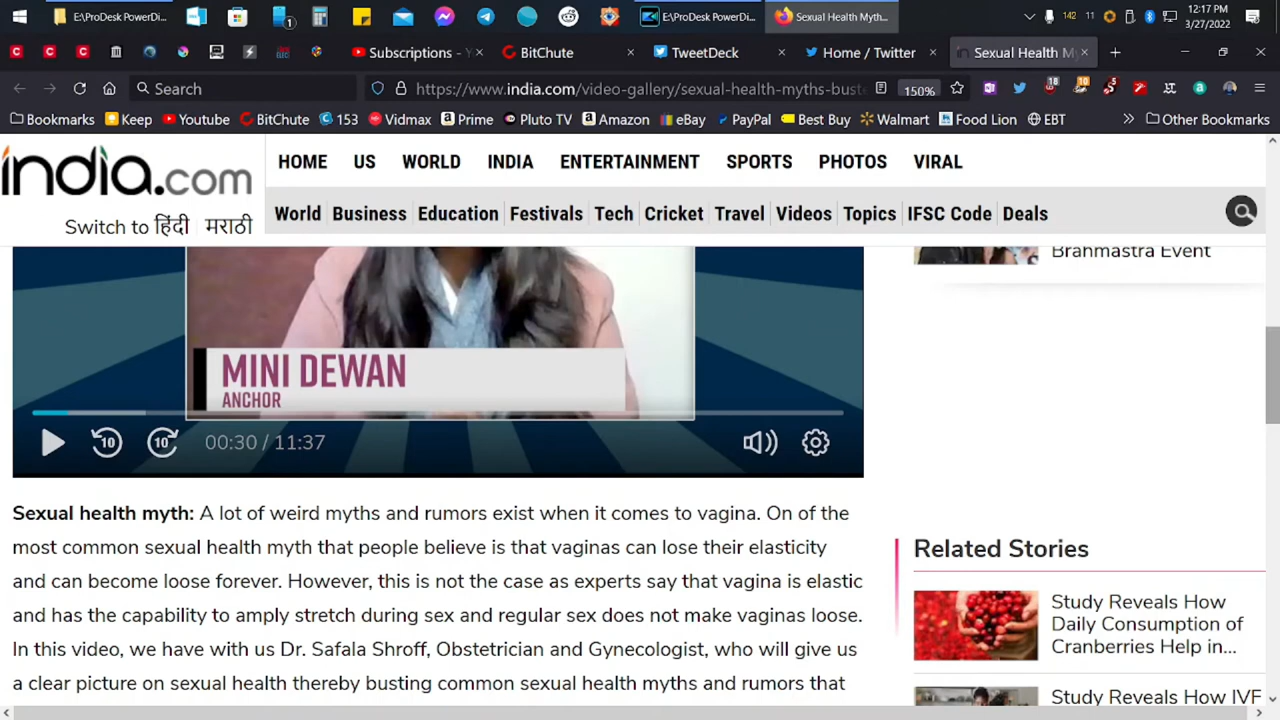 E:\ProDesk PowerDi...
1
E:\ProDesk PowerDi...
Sexual Health Myth...
142
11
12:17 PM
3/27/2022
Subscriptions - Y
BitChute
TweetDeck
Home / Twitter
Sexual Health M
Search
https://www.india.com/video-gallery/sexual-health-myths-bust
150%
18
10
5
Bookmarks
Keep
Youtube
BitChute
153
Vidmax
Prime
Pluto TV
Amazon
eBay
PayPal
Best Buy
Walmart
Food Lion
EBT
Other Bookmarks
india.com
HOME US WORLD INDIA ENTERTAINMENT SPORTS PHOTOS VIRAL
World Business Education Festivals Tech Cricket Travel Videos Topics IFSC Code Deals
Switch to हिंदी मराठी
Brahmastra Event
MINI DEWAN
ANCHOR
10
10
00:30 / 11:37
Sexual health myth: A lot of weird myths and rumors exist when it comes to vagina. On of the
most common sexual health myth that people believe is that vaginas can lose their elasticity
and can become loose forever. However, this is not the case as experts say that vagina is elastic
and has the capability to amply stretch during sex and regular sex does not make vaginas loose.
In this video, we have with us Dr. Safala Shroff, Obstetrician and Gynecologist, who will give us
a clear picture on sexual health thereby busting common sexual health myths and rumors that
Related Stories
Study Reveals How
Daily Consumption of
Cranberries Help in...
Study Reveals How IVF